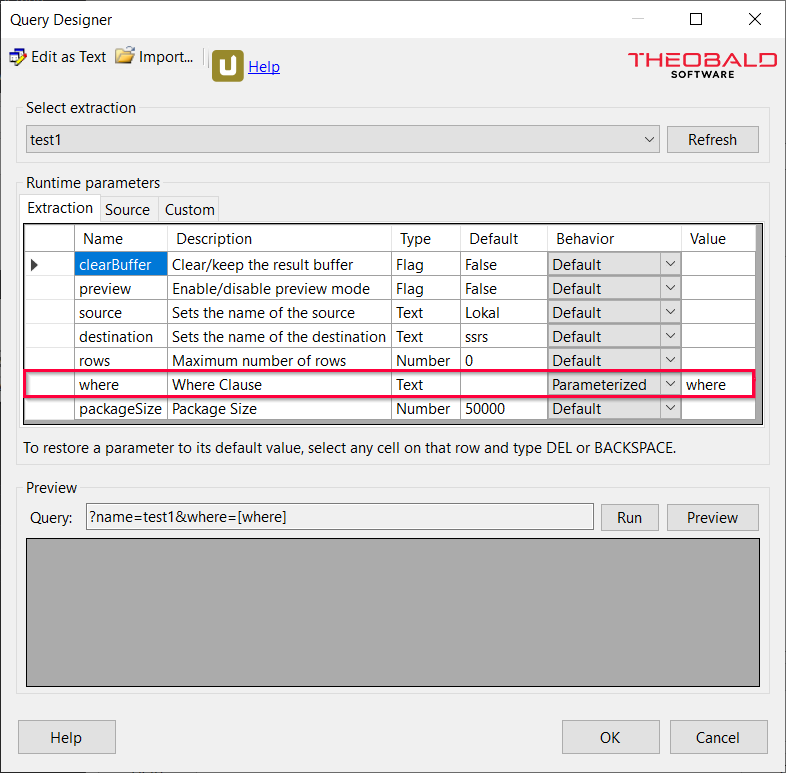 Query Designer
Edit as Text Import... Help
THEOBALD
SOFTWARE
Select extraction
test1 Refresh
Runtime parameters
Extraction Source Custom
Name Description Type Default Behavior Value
clearBuffer Clear/keep the result buffer Flag False Default
preview Enable/disable preview mode Flag False Default
source Sets the name of the source Text Lokal Default
destination Sets the name of the destination Text ssrs Default
rows Maximum number of rows Number 0 Default
where Where Clause Text Parameterized where
packageSize Package Size Number 50000 Default
To restore a parameter to its default value, select any cell on that row and type DEL or BACKSPACE.
Preview
Query: ?name=test1&where=[where] Run Preview
Help OK Cancel